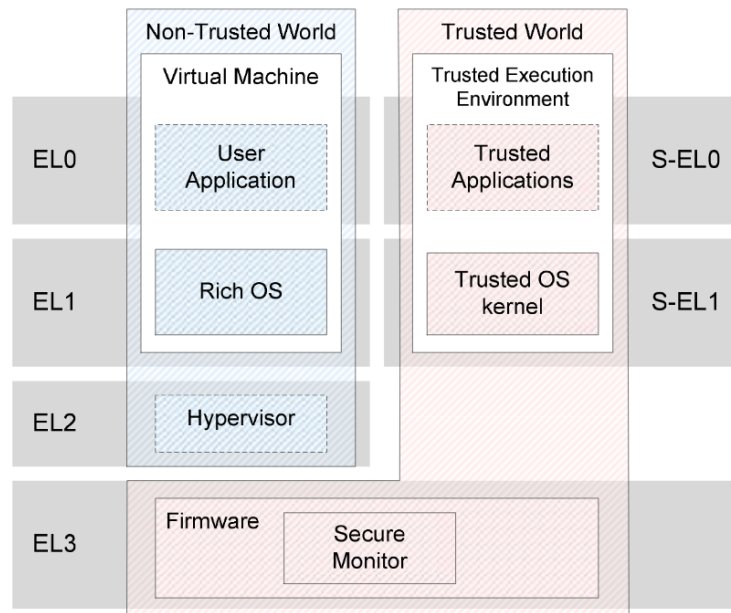 Non-Trusted World
Trusted World
Virtual Machine
Trusted Execution
Environment
EL0
User
Application
Trusted
Applications
S-EL0
EL1
Rich OS
Trusted OS
kernel
S-EL1
EL2
Hypervisor
EL3
Firmware
Secure
Monitor